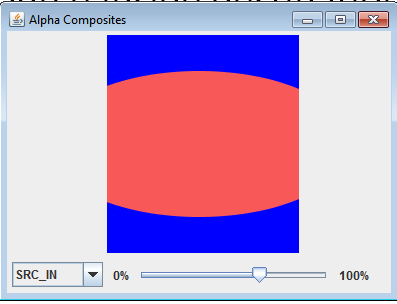 Alpha Composites
SRC_IN 0% 100%